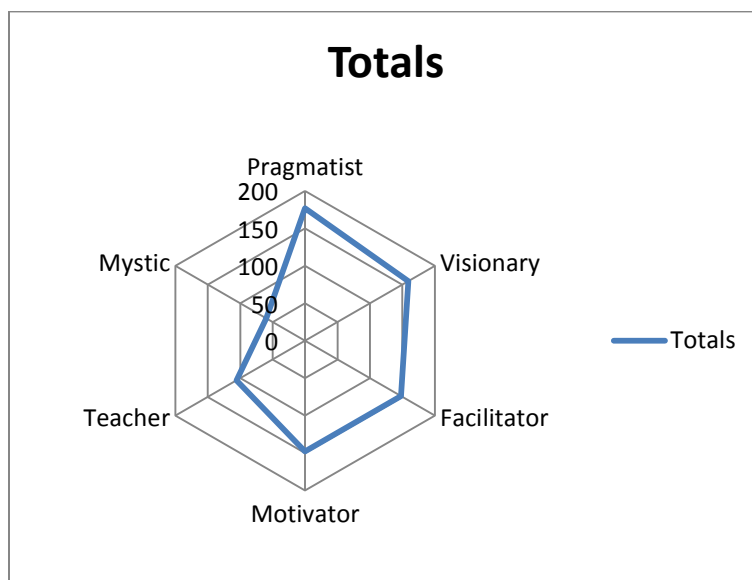 Totals
Pragmatist
200
150
100
50
0
Mystic
Visionary
Totals
Teacher
Facilitator
Motivator